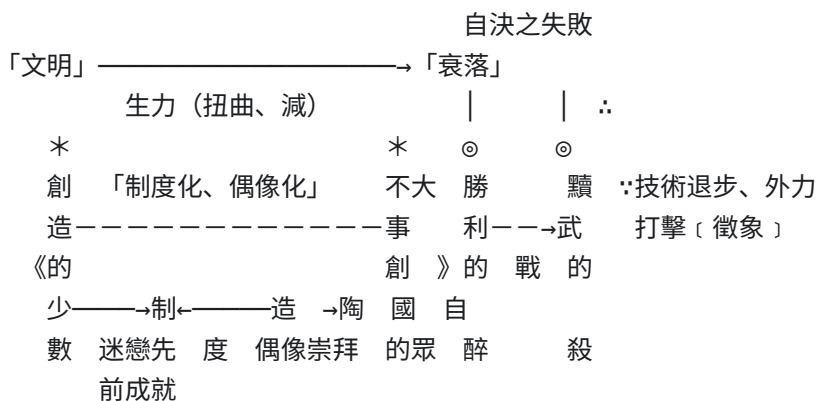 自決之失敗
「文明」————————————→「衰落」
生力（扭曲、減） ｜ ｜ ∴
＊ ＊ ◎ ◎
創 「制度化、偶像化」 不大 勝 黷 ∵技術退步、外力
造－－－－－－－－－－－－事 利－－→武 打擊﹝徵象﹞
《的 創 》的 戰 的
少——→制←———造 →陶 國 自
數 迷戀先 度 偶像崇拜 的眾 醉 殺
前成就